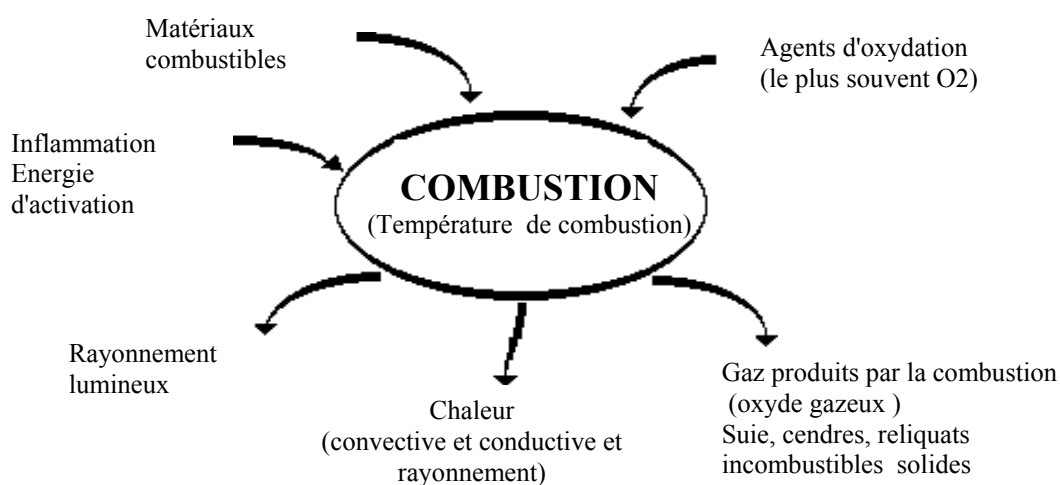 Matériaux
combustibles
Agents d'oxydation
(le plus souvent O2)
Inflammation
Energie
d'activation
COMBUSTION
(Température de combustion)
Rayonnement
lumineux
Chaleur
(convective et conductive et
rayonnement)
Gaz produits par la combustion
(oxyde gazeux )
Suie, cendres, reliquats
incombustibles solides